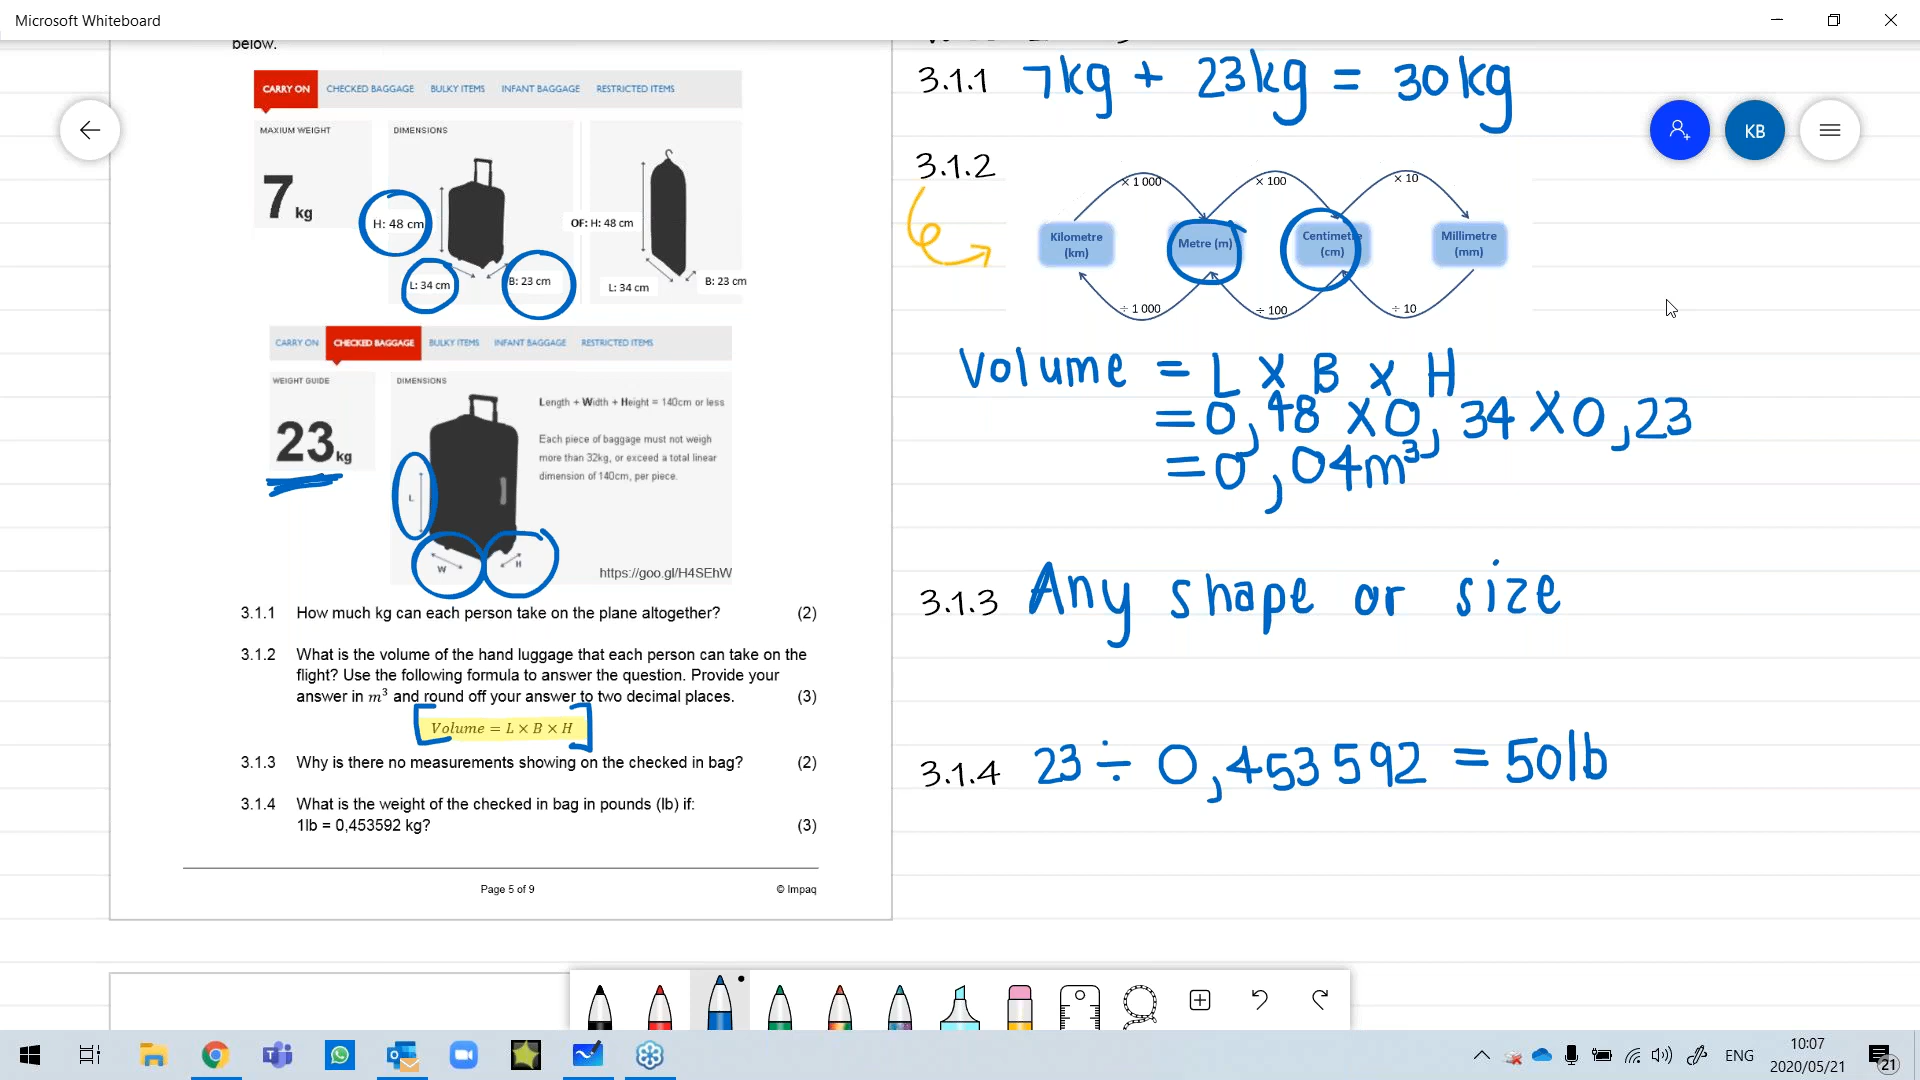 Microsoft Whiteboard
below.
CARRY ON CHECKED BAGGAGE BULKY ITEMS INFANT BAGGAGE RESTRICTED ITEMS
MAXIUM WEIGHT
DIMENSIONS
7 kg
H: 48 cm
L: 34 cm
B: 23 cm
OF: H: 48 cm
L: 34 cm
B: 23 cm
CARRY ON CHECKED BAGGAGE BULKY ITEMS INFANT BAGGAGE RESTRICTED ITEMS
WEIGHT GUIDE
DIMENSIONS
23 kg
Length + Width + Height = 140cm or less
Each piece of baggage must not weigh
more than 32kg, or exceed a total linear
dimension of 140cm, per piece.
L
W
H
https://goo.gl/H4SEhW
3.1.1 How much kg can each person take on the plane altogether? (2)
3.1.2 What is the volume of the hand luggage that each person can take on the
flight? Use the following formula to answer the question. Provide your
answer in m³ and round off your answer to two decimal places. (3)
Volume = L × B × H
3.1.3 Why is there no measurements showing on the checked in bag? (2)
3.1.4 What is the weight of the checked in bag in pounds (lb) if:
1lb = 0,453592 kg? (3)
Page 5 of 9
© Impaq
3.1.1 7kg + 23kg = 30kg
3.1.2
× 1 000 × 100 × 10
Kilometre
(km)
Metre (m)
Centimetre
(cm)
Millimetre
(mm)
÷ 1 000 ÷ 100 ÷ 10
Volume = L × B × H
= 0,48 × 0,34 × 0,23
= 0,04m³
3.1.3 Any shape or size
3.1.4 23 ÷ 0,453592 = 50lb
KB
ENG
10:07
2020/05/21
21